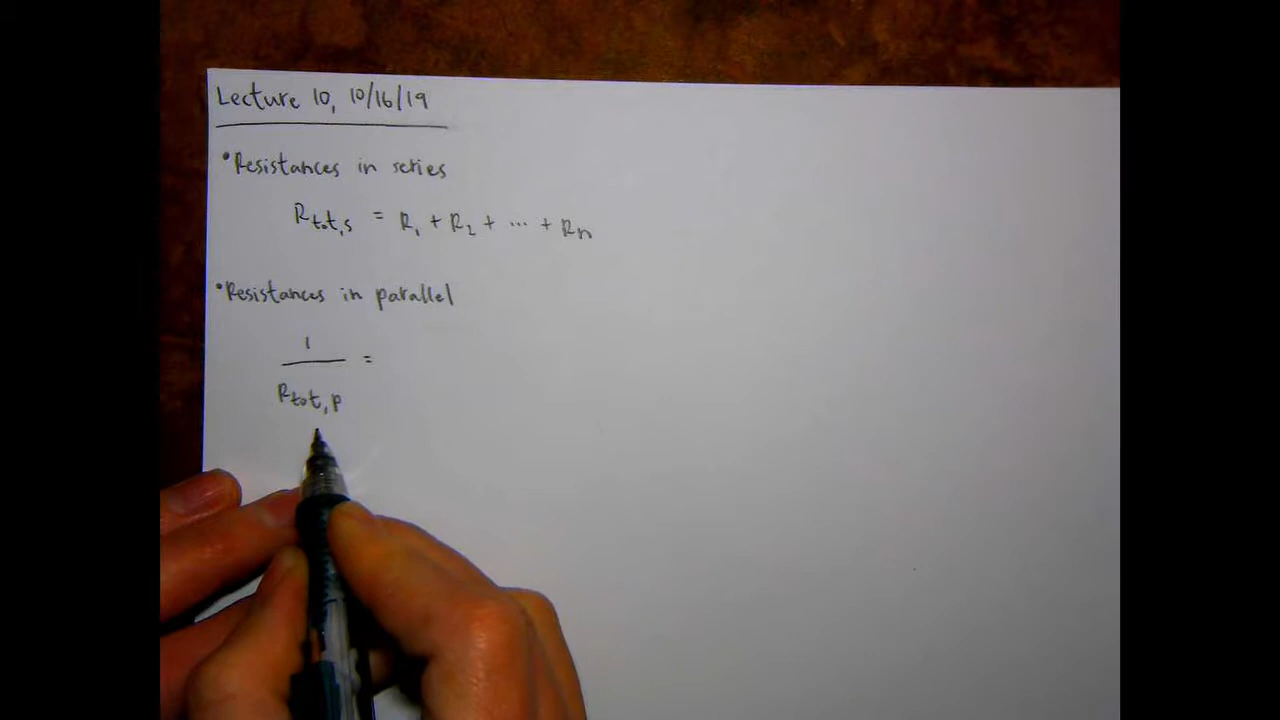 Lecture 10, 10/16/19
•Resistances in series
R_tot,s = R_1 + R_2 + ... + R_n
•Resistances in parallel
1
=
R_tot,p